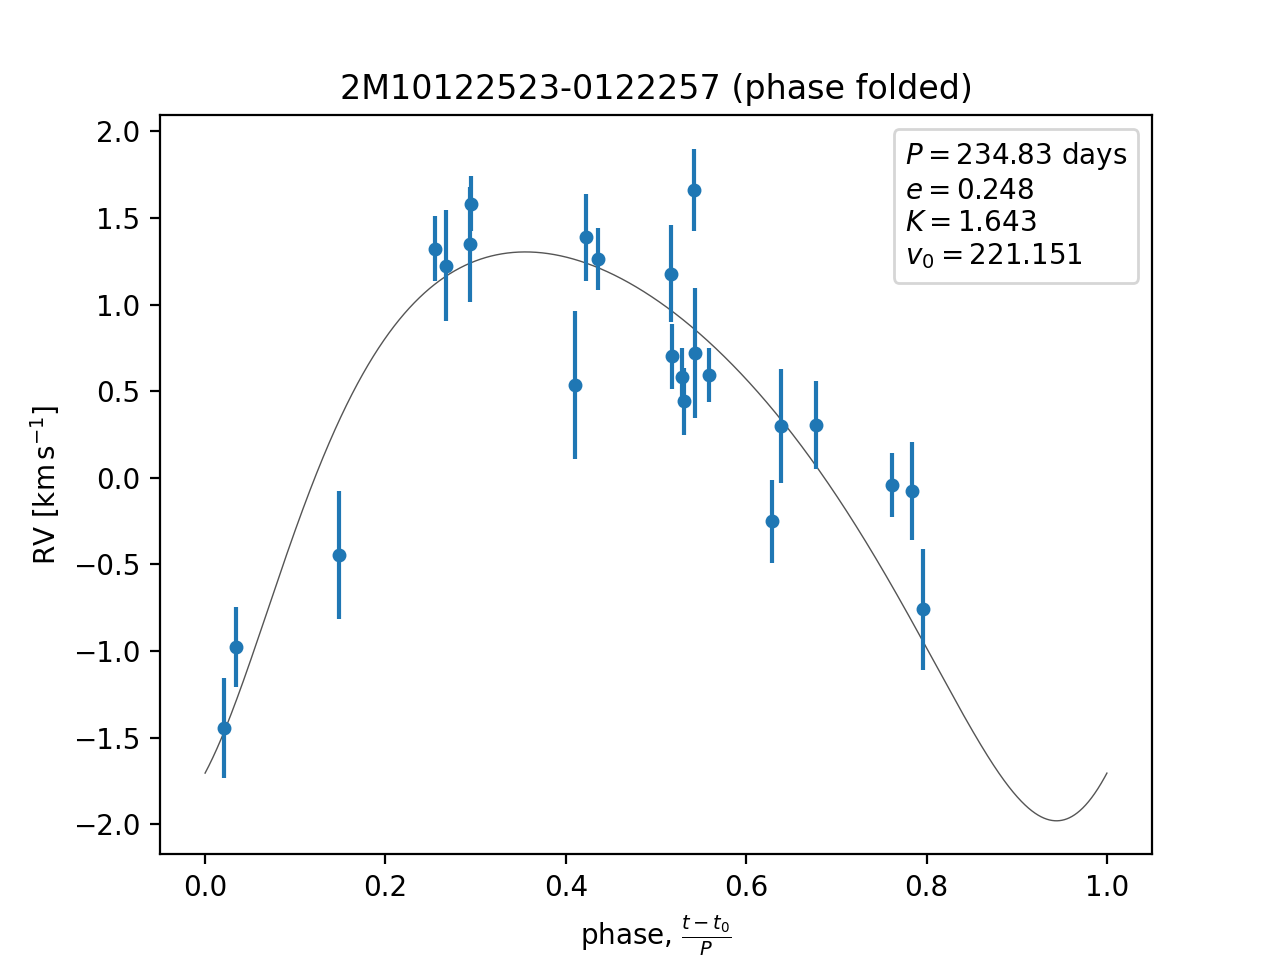 2M10122523-0122257 (phase folded)
P = 234.83 days
e = 0.248
K = 1.643
v₀ = 221.151
2.0
1.5
1.0
0.5
0.0
−0.5
−1.0
−1.5
−2.0
RV [km s⁻¹]
0.0 0.2 0.4 0.6 0.8 1.0
phase, (t − t₀)/P